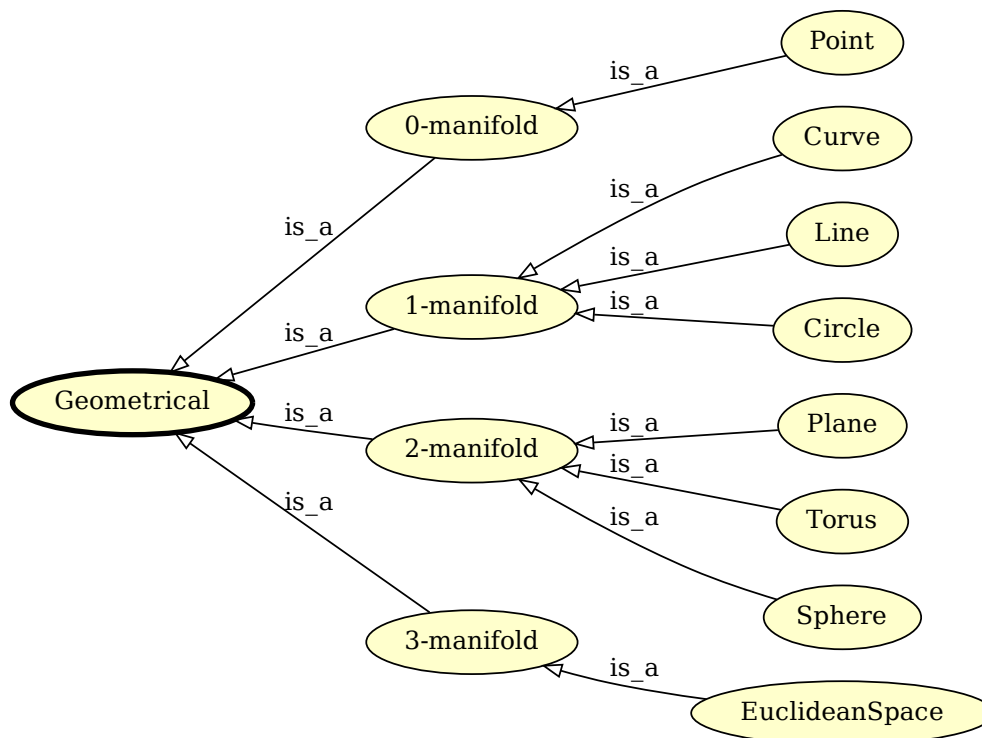 Point
is_a
0-manifold
Curve
is_a
is_a
Line
is_a
1-manifold
is_a
Circle
is_a
Geometrical
is_a
Plane
is_a
2-manifold
is_a
Torus
is_a
is_a
Sphere
3-manifold
is_a
EuclideanSpace